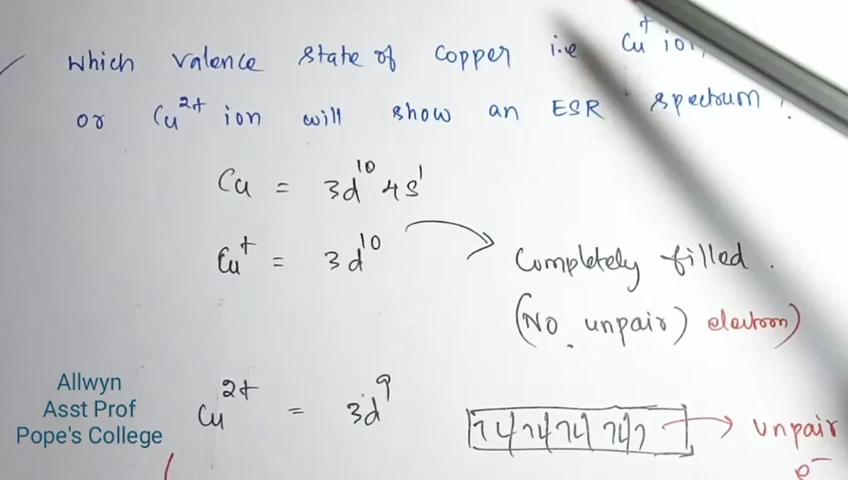 which valence state of copper i.e Cu⁺ ion
or Cu²⁺ ion will show an ESR spectrum?
Cu = 3d¹⁰ 4s¹
Cu⁺ = 3d¹⁰
Completely filled.
(No unpair) electron)
Cu²⁺ = 3d⁹
unpair
e⁻
Allwyn
Asst Prof
Pope's College